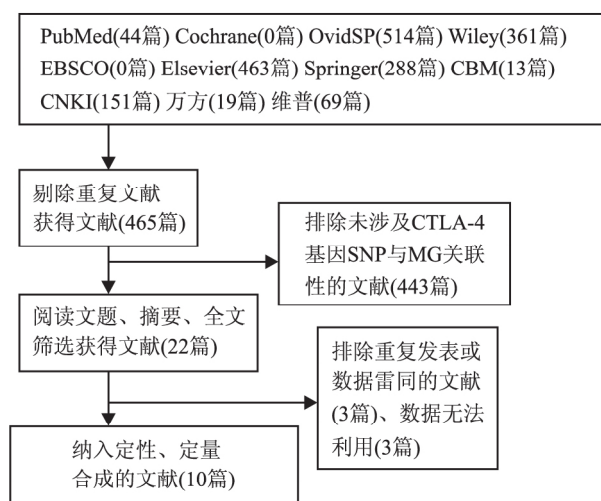 PubMed(44篇) Cochrane(0篇) OvidSP(514篇) Wiley(361篇)
EBSCO(0篇) Elsevier(463篇) Springer(288篇) CBM(13篇)
CNKI(151篇) 万方(19篇) 维普(69篇)
剔除重复文献
获得文献(465篇)
排除未涉及CTLA-4
基因SNP与MG关联
性的文献(443篇)
阅读文题、摘要、全文
筛选获得文献(22篇)
排除重复发表或
数据雷同的文献
(3篇)、数据无法
利用(3篇)
纳入定性、定量
合成的文献(10篇)